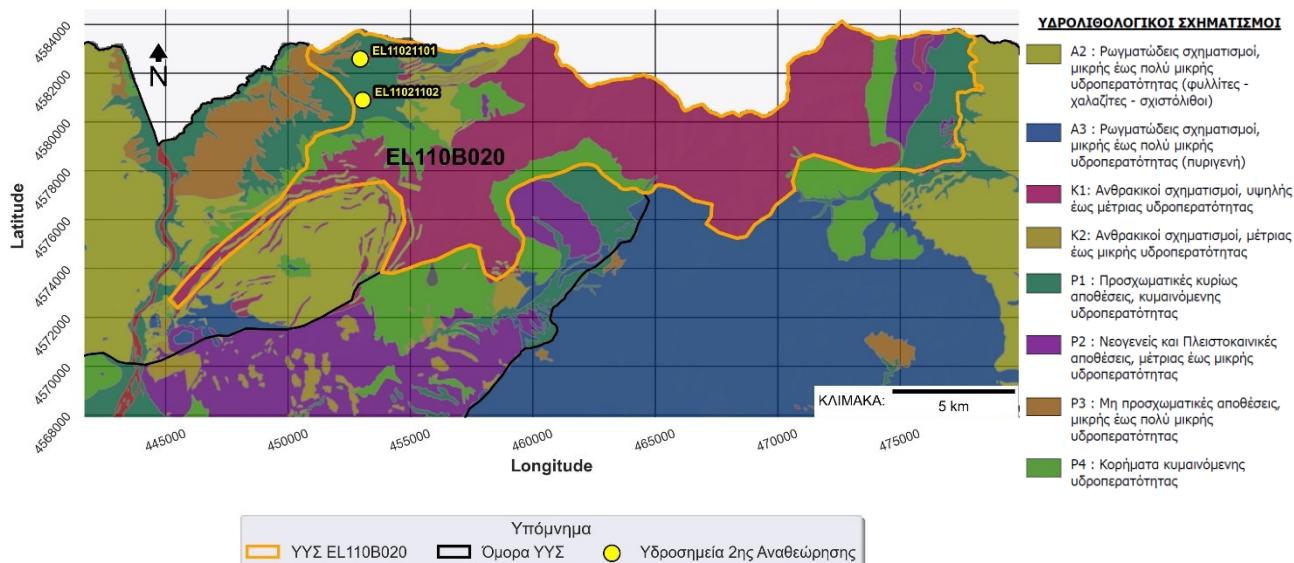 ΥΔΡΟΛΙΘΟΛΟΓΙΚΟΙ ΣΧΗΜΑΤΙΣΜΟΙ
A2 : Ρωγματώδεις σχηματισμοί,
μικρής έως πολύ μικρής
υδροπερατότητας (φυλλίτες -
χαλαζίτες - σχιστόλιθοι)
A3 : Ρωγματώδεις σχηματισμοί,
μικρής έως πολύ μικρής
υδροπερατότητας (πυριγενή)
K1: Ανθρακικοί σχηματισμοί, υψηλής
έως μέτριας υδροπερατότητας
K2: Ανθρακικοί σχηματισμοί, μέτριας
έως μικρής υδροπερατότητας
P1 : Προσχωματικές κυρίως
αποθέσεις, κυμαινόμενης
υδροπερατότητας
P2 : Νεογενείς και Πλειστοκαινικές
αποθέσεις, μέτριας έως μικρής
υδροπερατότητας
P3 : Μη προσχωματικές αποθέσεις,
μικρής έως πολύ μικρής
υδροπερατότητας
P4 : Κορήματα κυμαινόμενης
υδροπερατότητας
Latitude
4584000
4582000
4580000
4578000
4576000
4574000
4572000
4570000
4568000
N
EL11021101
EL11021102
EL110B020
ΚΛΙΜΑΚΑ:
5 km
445000
450000
455000
460000
465000
470000
475000
Longitude
Υπόμνημα
ΥΥΣ EL110B020
Όμορα ΥΥΣ
Υδροσημεία 2ης Αναθεώρησης